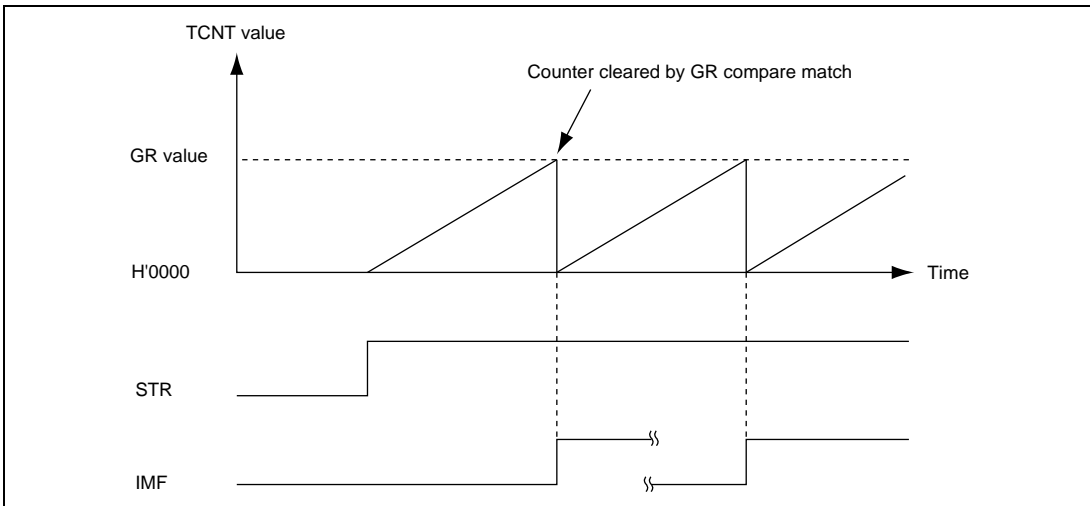 TCNT value
Counter cleared by GR compare match
GR value
H'0000
Time
STR
IMF